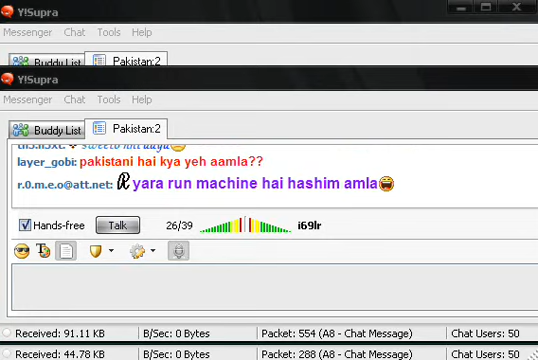 Y!Supra
Messenger Chat Tools Help
Buddy List Pakistan:2
Y!Supra
Messenger Chat Tools Help
Buddy List Pakistan:2
layer_gobi: pakistani hai kya yeh aamla??
r.0.m.e.o@att.net: R yara run machine hai hashim amla
Hands-free Talk 26/39 i69lr
Received: 91.11 KB B/Sec: 0 Bytes Packet: 554 (A8 - Chat Message) Chat Users: 50
Received: 44.78 KB B/Sec: 0 Bytes Packet: 288 (A8 - Chat Message) Chat Users: 50